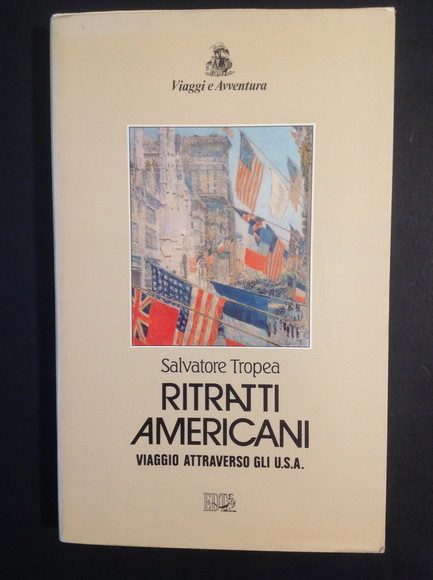 Viaggi e Avventura
Salvatore Tropea
RITRATTI
AMERICANI
VIAGGIO ATTRAVERSO GLI U.S.A.
EDT